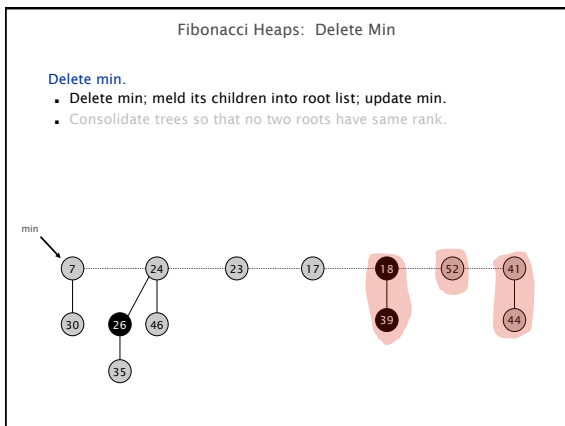 Fibonacci Heaps: Delete Min
Delete min.
▪ Delete min; meld its children into root list; update min.
▪ Consolidate trees so that no two roots have same rank.
min
7 24 23 17 18 52 41
30 26 46 39 44
35